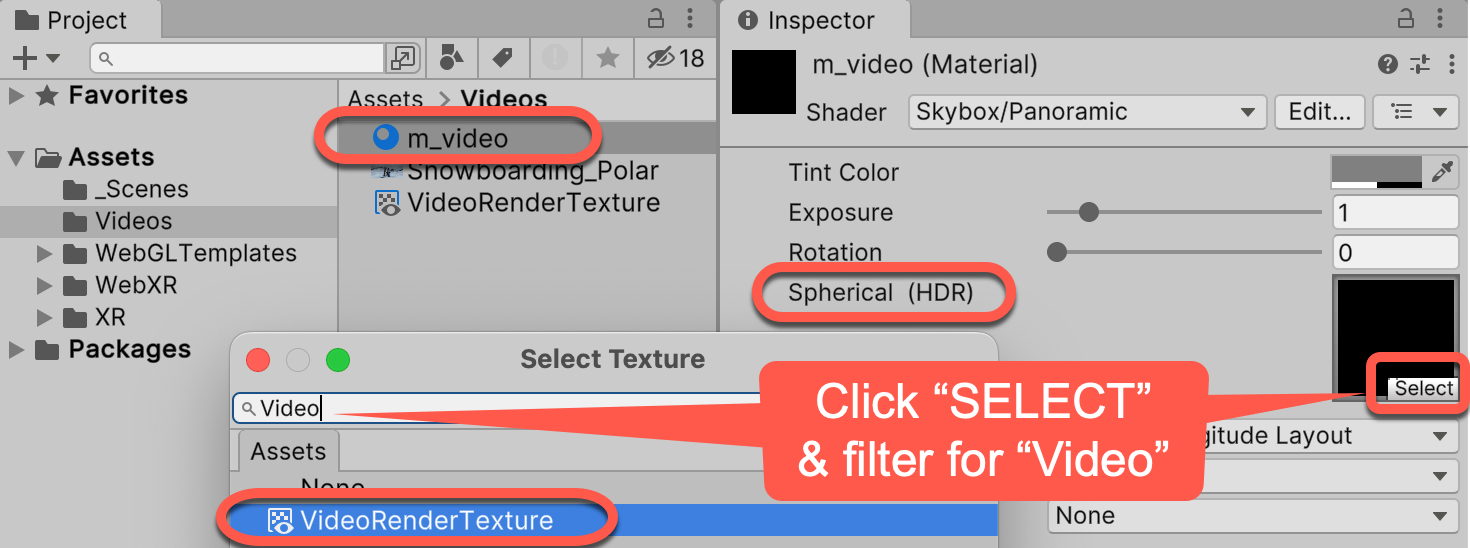 Project
18
Favorites
Assets > Videos
m_video
Assets
Snowboarding_Polar
_Scenes
VideoRenderTexture
Videos
WebGLTemplates
WebXR
XR
Packages
Inspector
m_video (Material)
Shader
Skybox/Panoramic
Edit...
Tint Color
Exposure
1
Rotation
0
Spherical (HDR)
Select
gitude Layout
None
Select Texture
Video
Assets
None
VideoRenderTexture
Click “SELECT”
& filter for “Video”